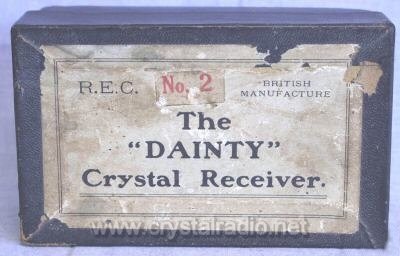 R.E.C. No. 2 BRITISH MANUFACTURE
The
"DAINTY"
Crystal Receiver.
www.crystalradio.net